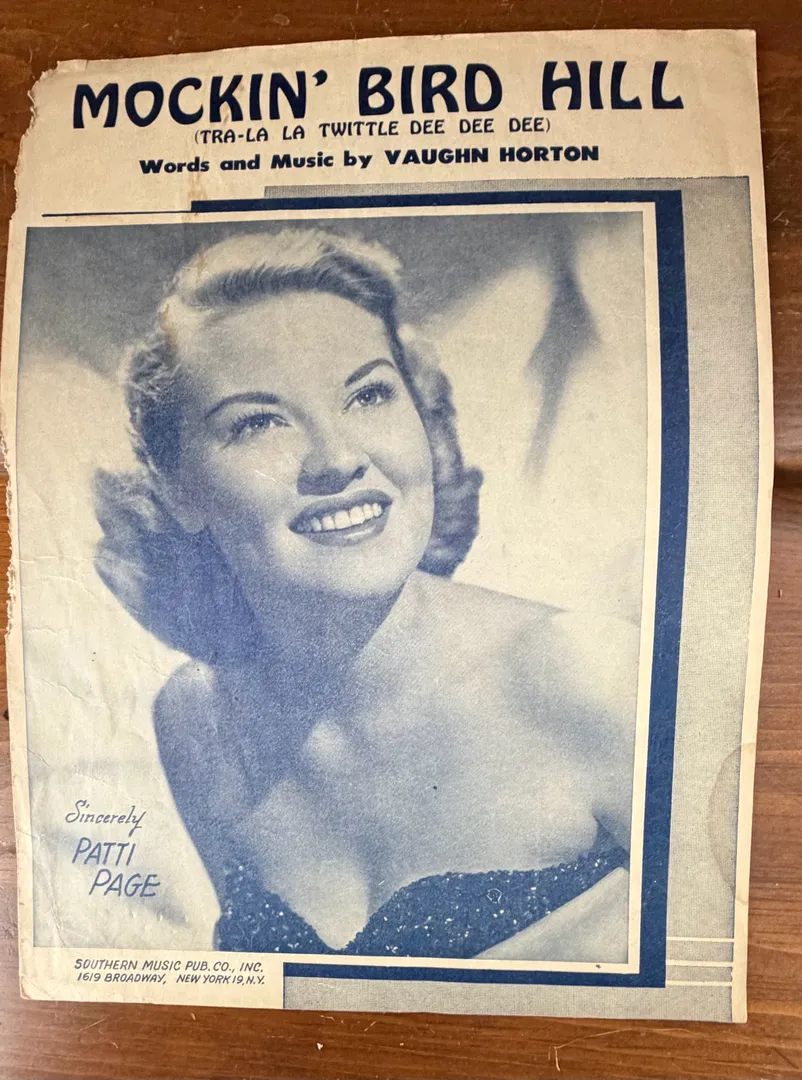 MOCKIN' BIRD HILL
(TRA-LA LA TWITTLE DEE DEE DEE)
Words and Music by VAUGHN HORTON
Sincerely
PATTI
PAGE
SOUTHERN MUSIC PUB. CO., INC.
1619 BROADWAY, NEW YORK 19, N.Y.